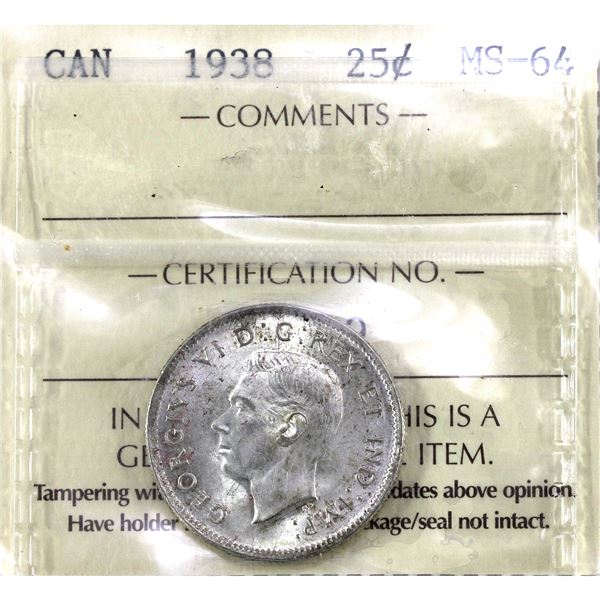 CAN 1938 25¢ MS-64
— COMMENTS —
— CERTIFICATION NO. —
GEORGIVS VI D:G:REX ET IND:IMP:
IN HIS IS A
GE ITEM.
Tampering dates above opinion.
Have holder kage/seal not intact.